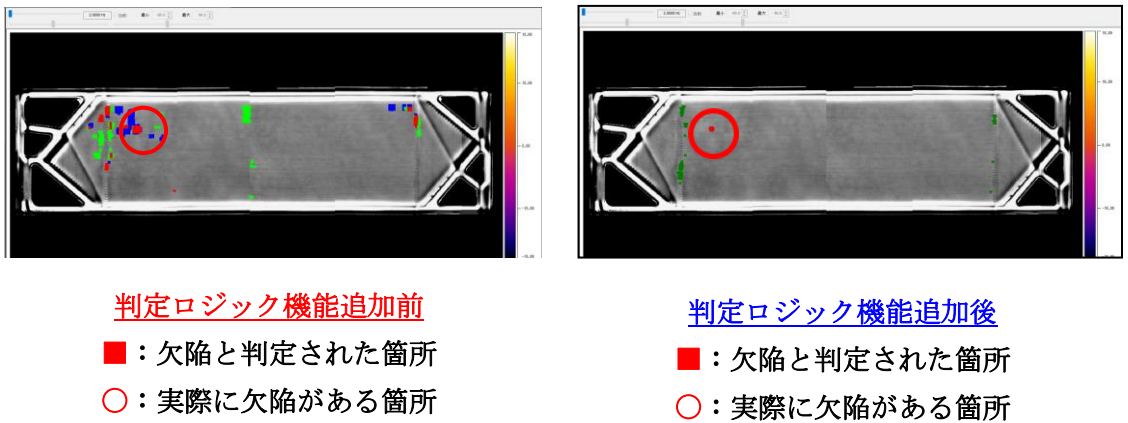 判定ロジック機能追加前
■：欠陥と判定された箇所
○：実際に欠陥がある箇所
判定ロジック機能追加後
■：欠陥と判定された箇所
○：実際に欠陥がある箇所